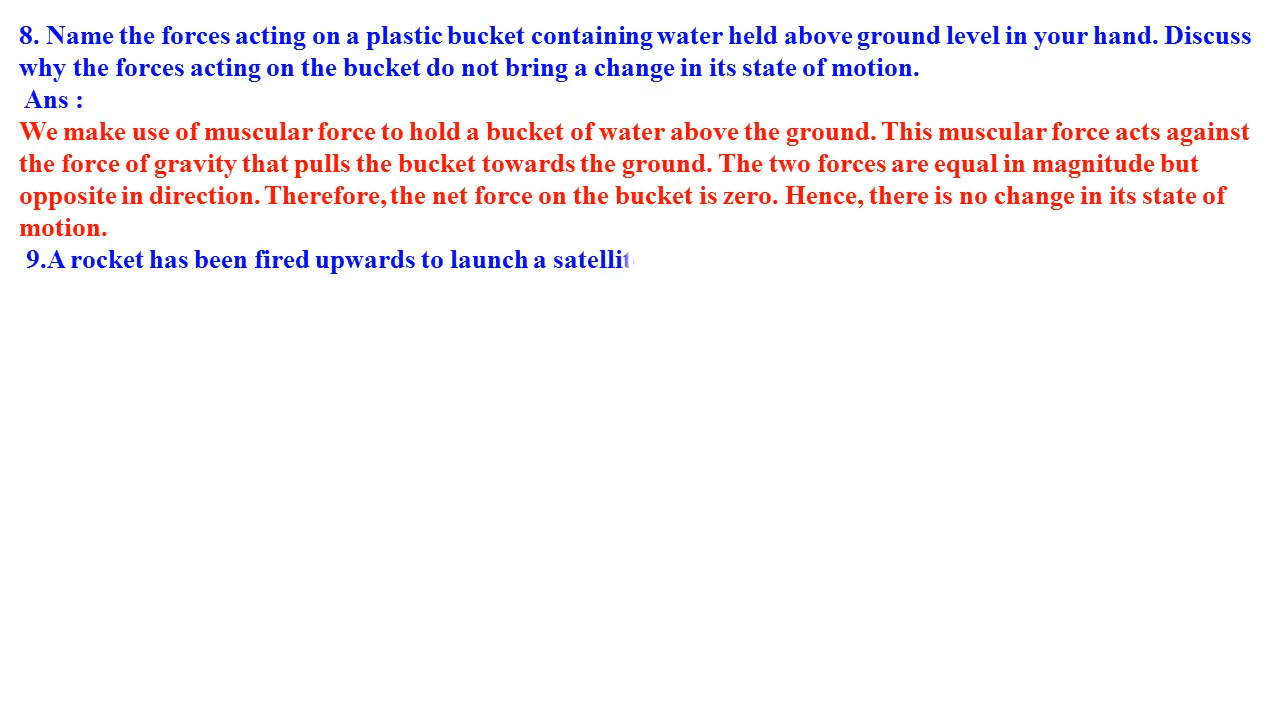 8. Name the forces acting on a plastic bucket containing water held above ground level in your hand. Discuss
why the forces acting on the bucket do not bring a change in its state of motion.
Ans :
We make use of muscular force to hold a bucket of water above the ground. This muscular force acts against
the force of gravity that pulls the bucket towards the ground. The two forces are equal in magnitude but
opposite in direction. Therefore, the net force on the bucket is zero. Hence, there is no change in its state of
motion.
9.A rocket has been fired upwards to launch a